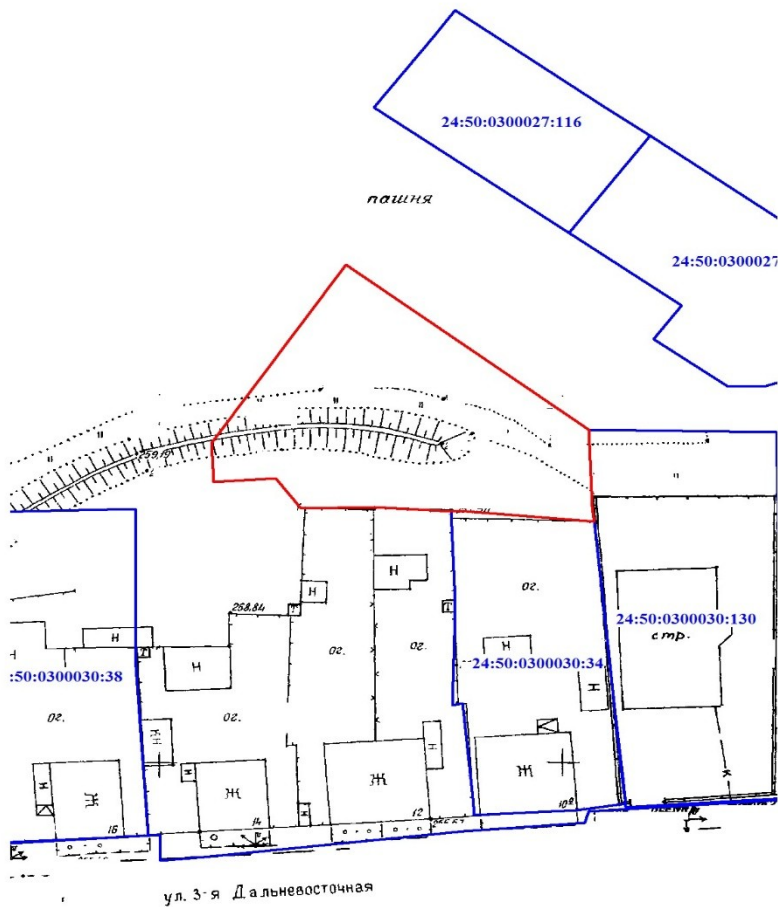 24:50:0300027:116
пашня
24:50:0300027
"
"
"
"
"
259,19
Н
ог.
258.84
Т
Н
24:50:0300030:130
стр.
Н
Т
ог.
ог.
Н
Н
:50:0300030:38
Н
24:50:0300030:34
Н
ог.
ог.
КН
Н
К
Н
Ж
Н
Ж
Ж
Ж
16
14
Н
12
10а
ул. 3-я Дальневосточная